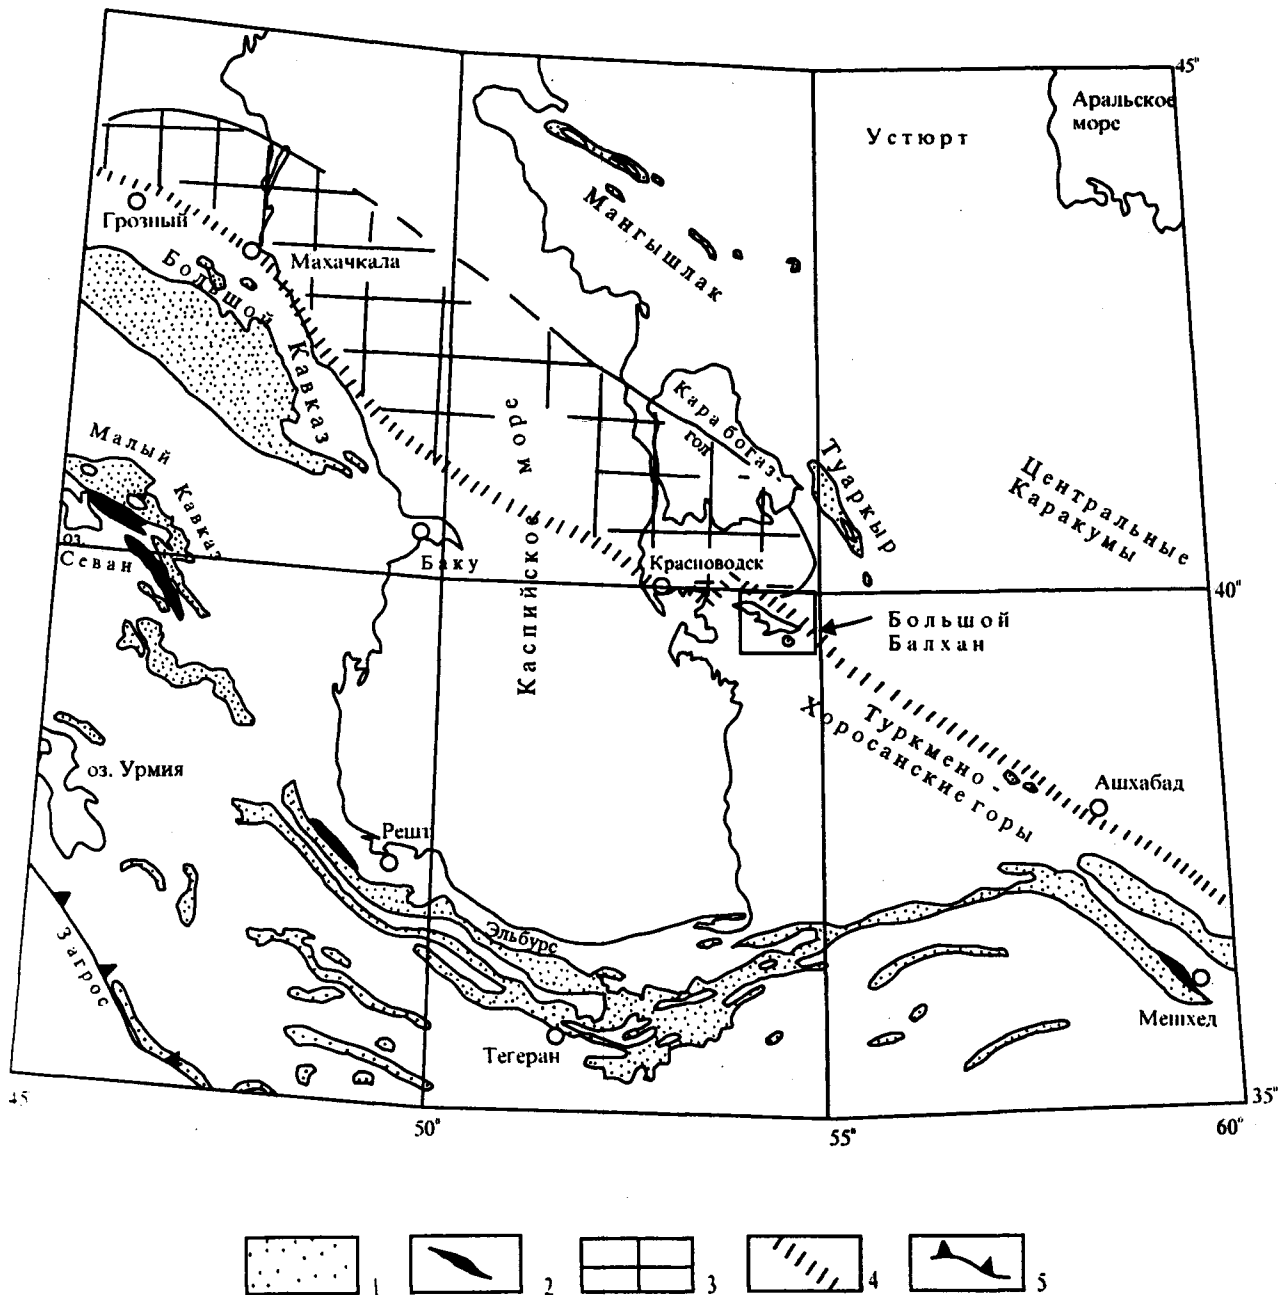 45°
Аральское
море
Устюрт
Мангышлак
Грозный
Махачкала
Большой
Кавказ
Малый
Кавказ
оз.
Севан
Баку
Каспийское море
Карабогаз-
гол
Туаркыр
Центральные
Каракумы
Красноводск
40°
Большой
Балхан
Туркмено-
Хоросанские горы
Ашхабад
оз. Урмия
Решт
Эльбурс
Загрос
Тегеран
Мешхед
45
50°
55°
60°
35°
1
2
3
4
5